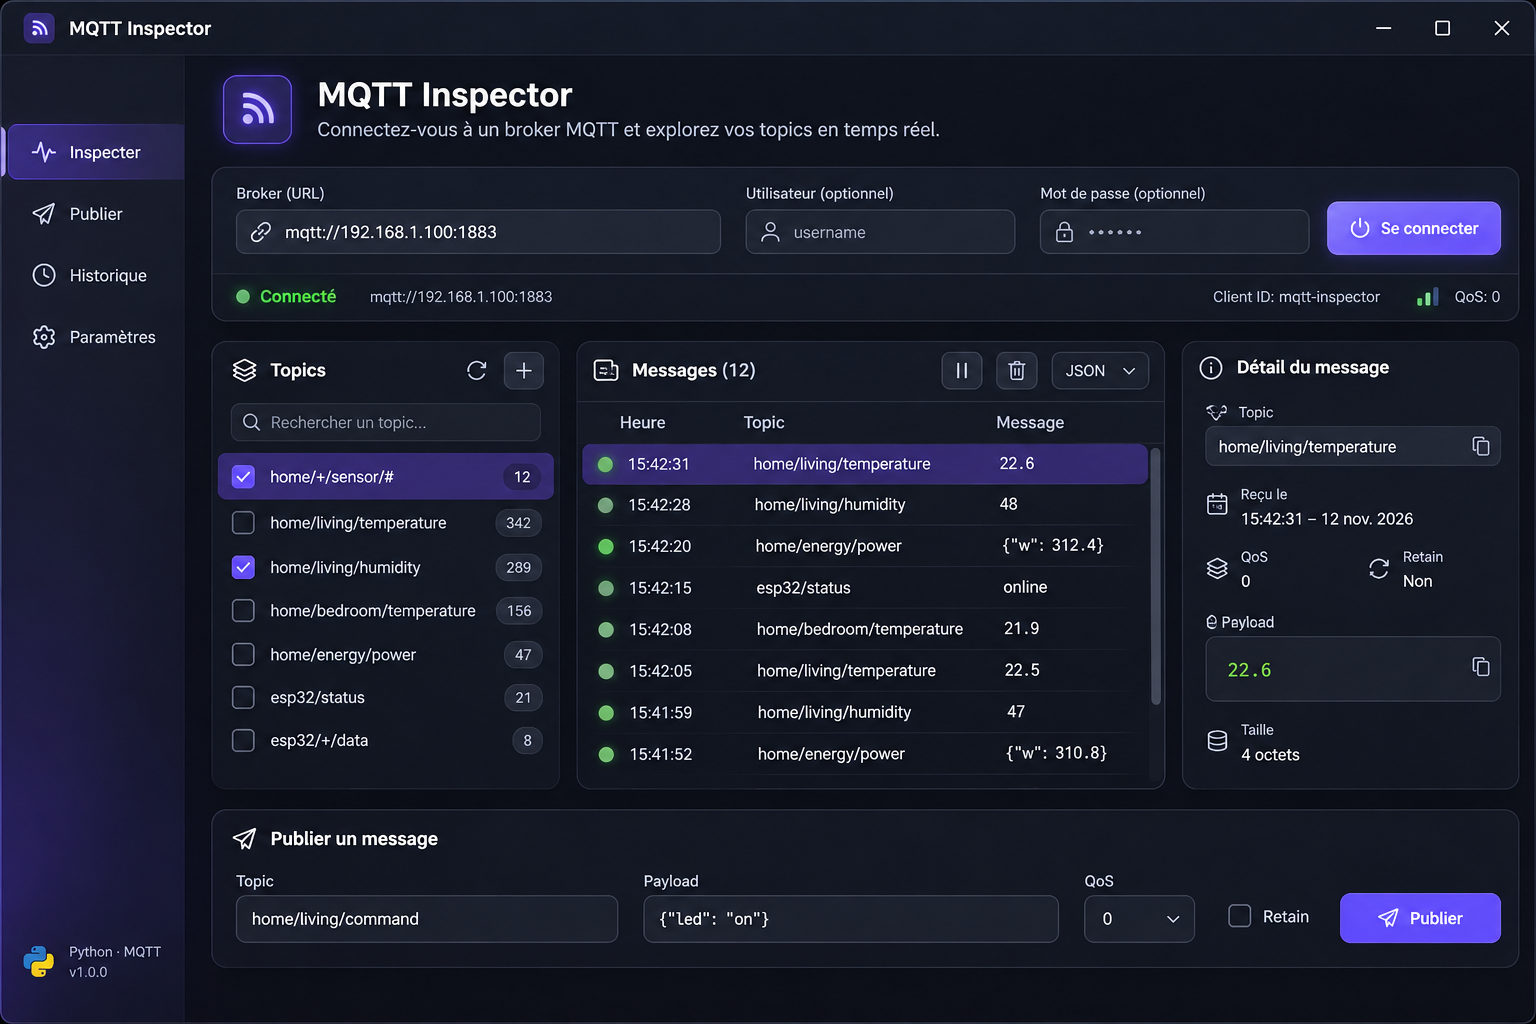 MQTT Inspector
MQTT Inspector
Connectez-vous à un broker MQTT et explorez vos topics en temps réel.
Inspecter
Publier
Historique
Paramètres
Python · MQTT
v1.0.0
Broker (URL)
mqtt://192.168.1.100:1883
Utilisateur (optionnel)
username
Mot de passe (optionnel)
••••••
Se connecter
Connecté
mqtt://192.168.1.100:1883
Client ID: mqtt-inspector
QoS: 0
Topics
Rechercher un topic...
home/+/sensor/# 12
home/living/temperature 342
home/living/humidity 289
home/bedroom/temperature 156
home/energy/power 47
esp32/status 21
esp32/+/data 8
Messages (12)
JSON
Heure Topic Message
15:42:31 home/living/temperature 22.6
15:42:28 home/living/humidity 48
15:42:20 home/energy/power {"w": 312.4}
15:42:15 esp32/status online
15:42:08 home/bedroom/temperature 21.9
15:42:05 home/living/temperature 22.5
15:41:59 home/living/humidity 47
15:41:52 home/energy/power {"w": 310.8}
Détail du message
Topic
home/living/temperature
Reçu le
15:42:31 – 12 nov. 2026
QoS
0
Retain
Non
Payload
22.6
Taille
4 octets
Publier un message
Topic
home/living/command
Payload
{"led": "on"}
QoS
0
Retain
Publier